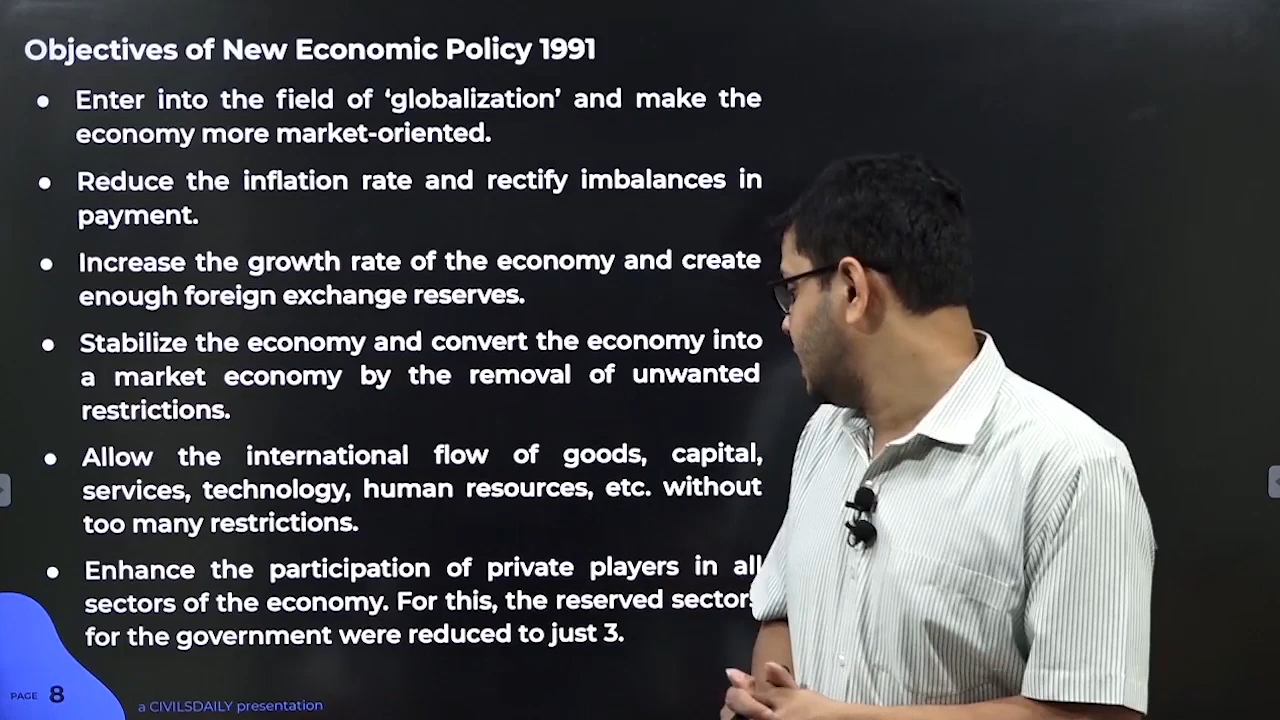 Objectives of New Economic Policy 1991
● Enter into the field of ‘globalization’ and make the
economy more market-oriented.
● Reduce the inflation rate and rectify imbalances in
payment.
● Increase the growth rate of the economy and create
enough foreign exchange reserves.
● Stabilize the economy and convert the economy into
a market economy by the removal of unwanted
restrictions.
● Allow the international flow of goods, capital,
services, technology, human resources, etc. without
too many restrictions.
● Enhance the participation of private players in all
sectors of the economy. For this, the reserved sectors
for the government were reduced to just 3.
PAGE 8
a CIVILSDAILY presentation